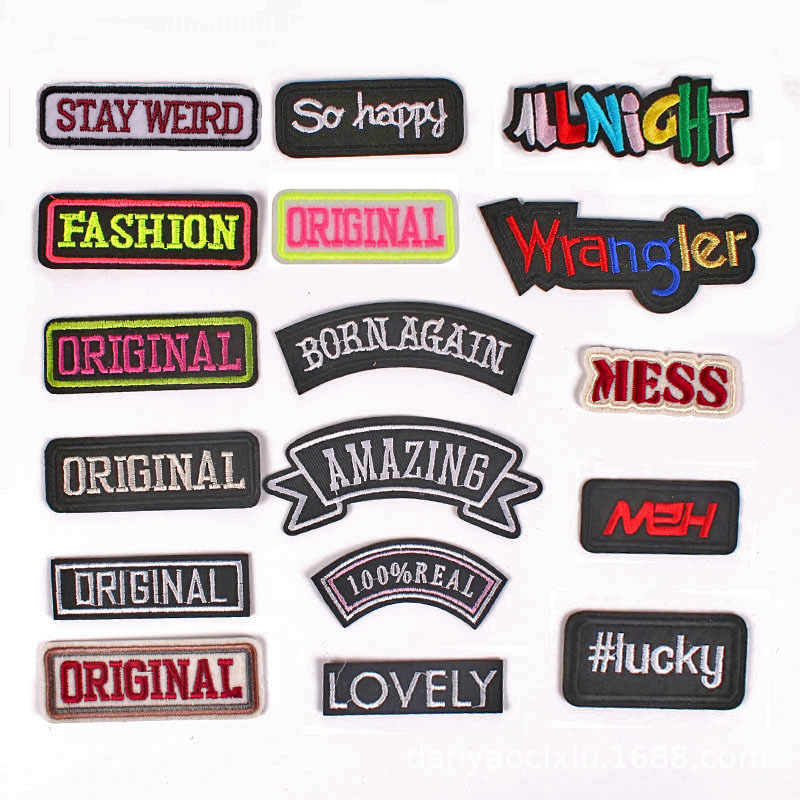 STAY WEIRD
So happy
ALLNiGHT
FASHION
ORIGINAL
Wrangler
ORIGINAL
BORN AGAIN
MESS
ORIGINAL
AMAZING
ORIGINAL
100%REAL
#lucky
ORIGINAL
LOVELY
danyaocixiu.1688.com